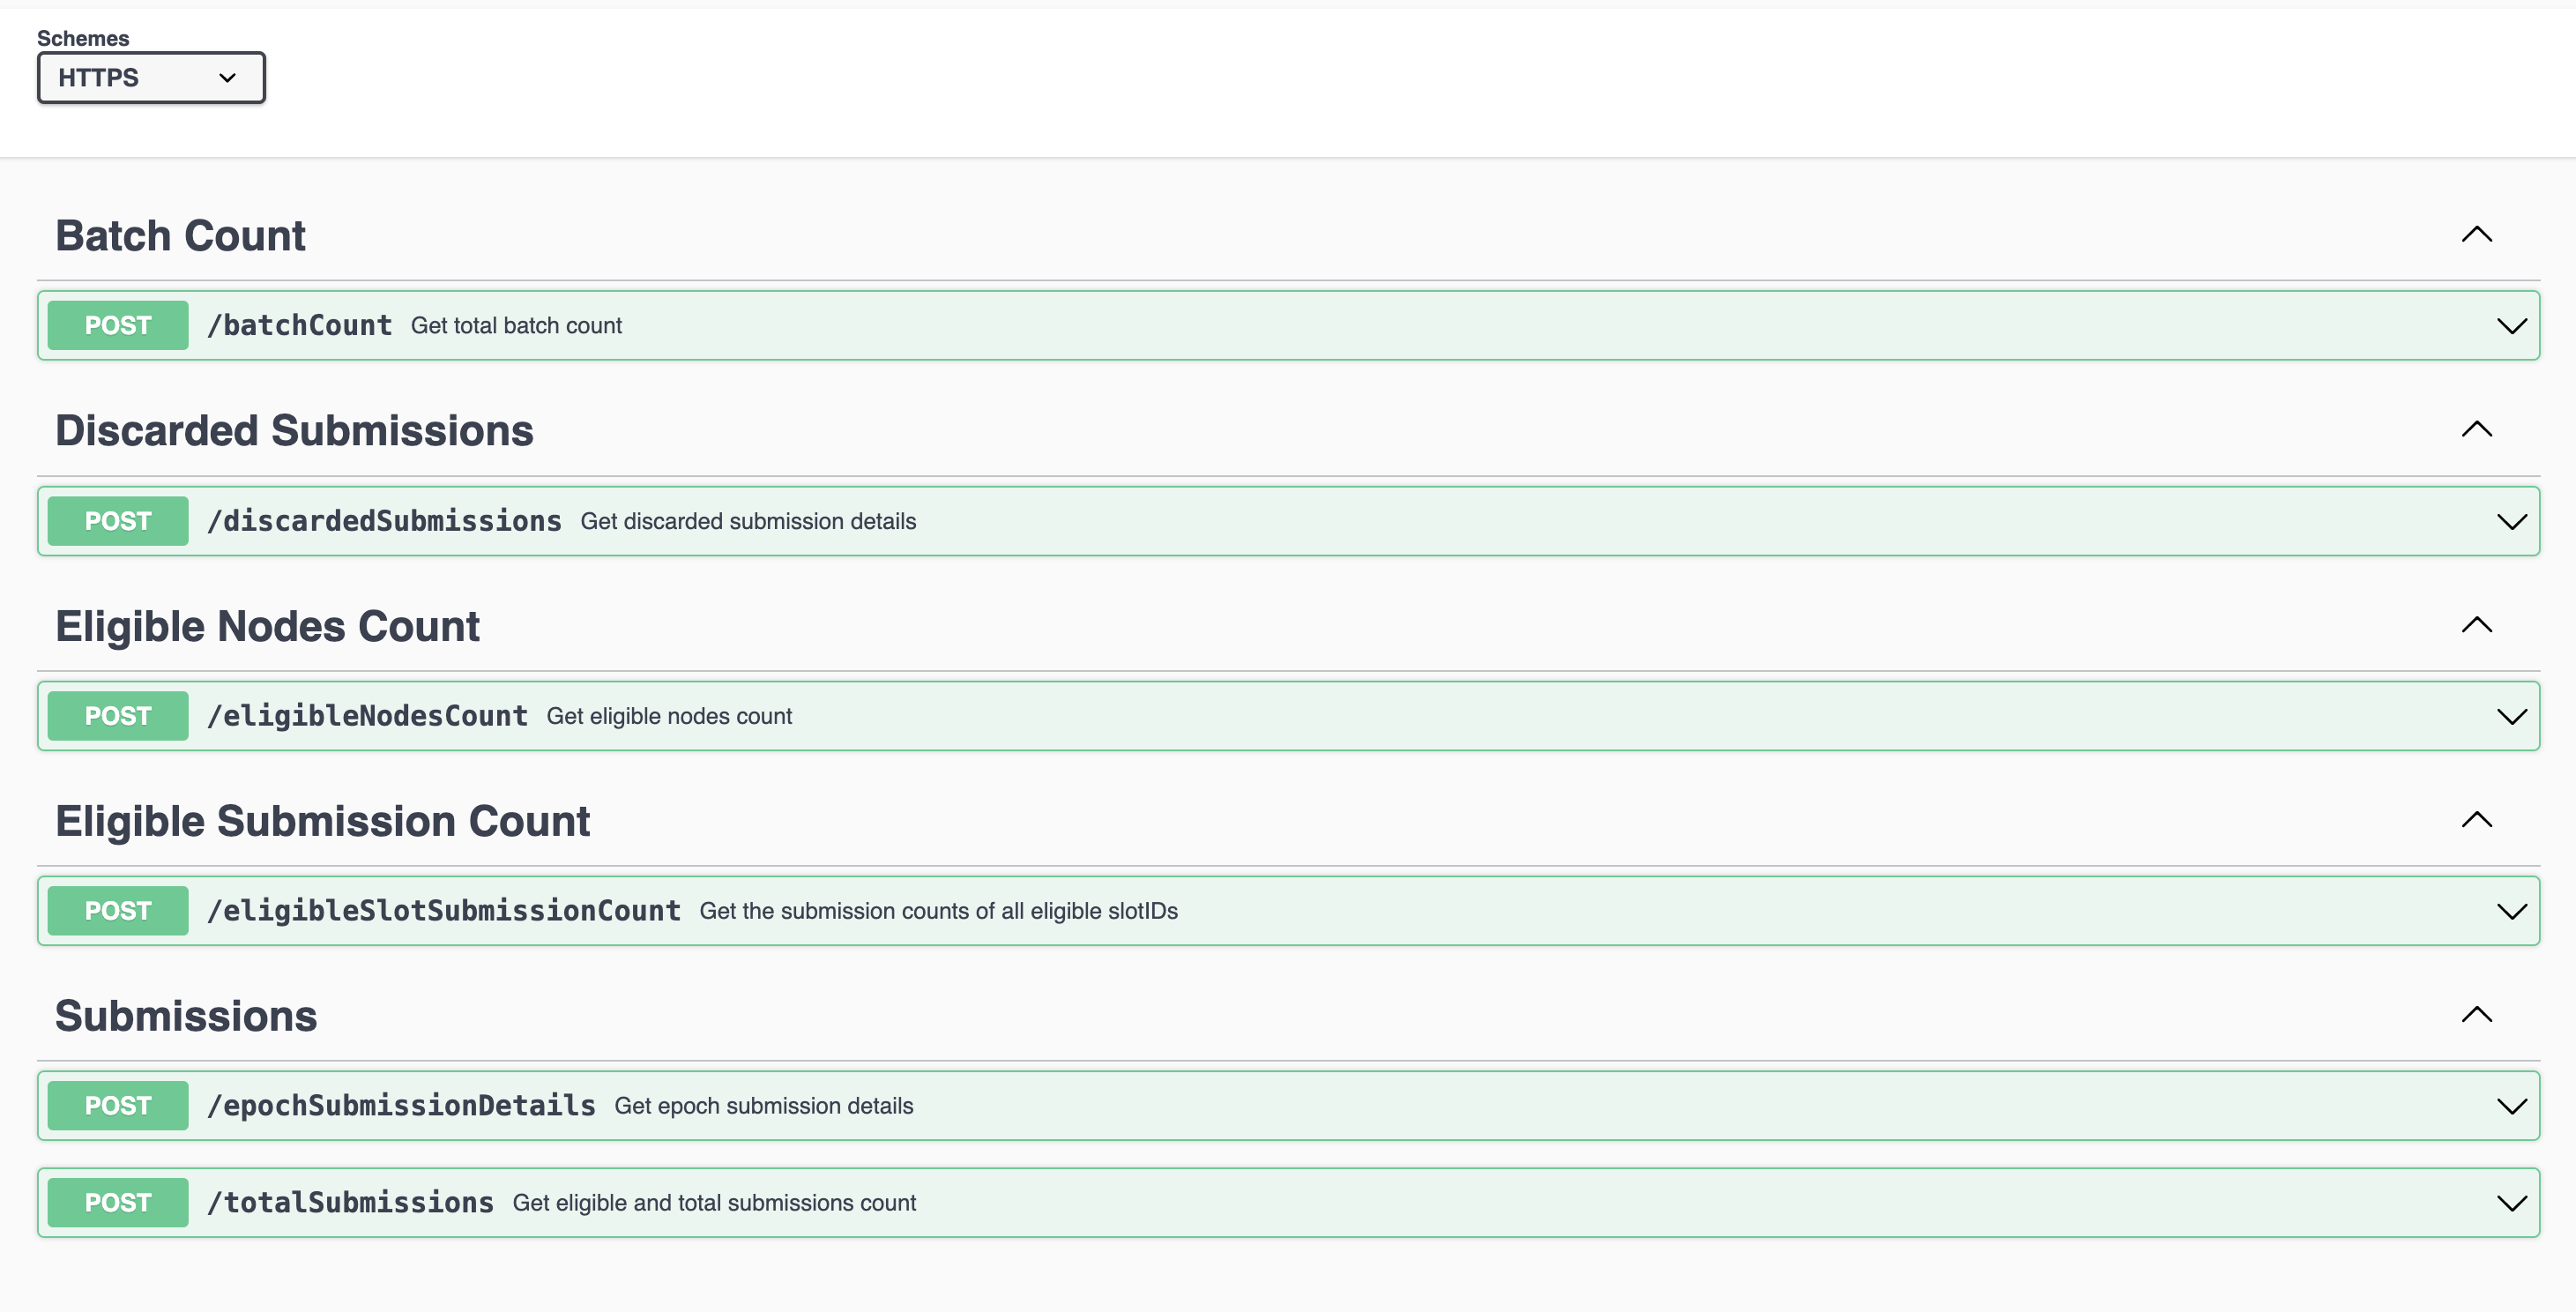 Schemes
HTTPS
Batch Count
POST /batchCount Get total batch count
Discarded Submissions
POST /discardedSubmissions Get discarded submission details
Eligible Nodes Count
POST /eligibleNodesCount Get eligible nodes count
Eligible Submission Count
POST /eligibleSlotSubmissionCount Get the submission counts of all eligible slotIDs
Submissions
POST /epochSubmissionDetails Get epoch submission details
POST /totalSubmissions Get eligible and total submissions count